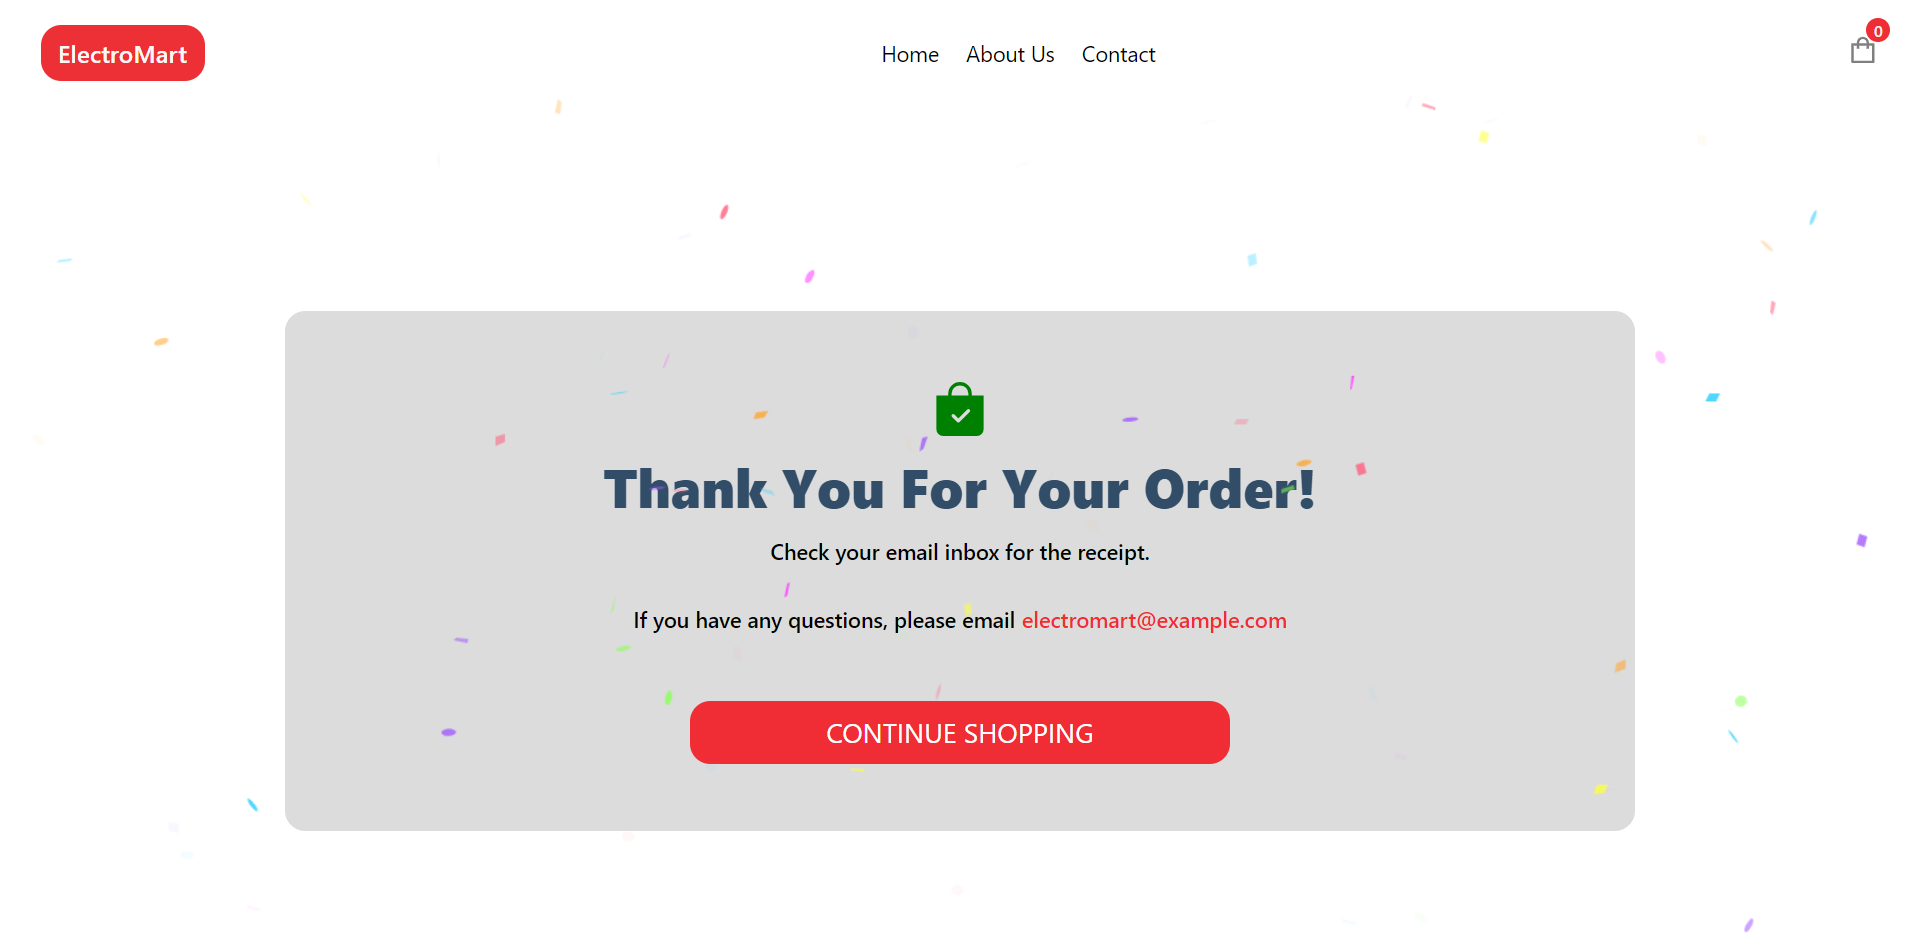 ElectroMart
Home About Us Contact
0
Thank You For Your Order!
Check your email inbox for the receipt.
If you have any questions, please email electromart@example.com
CONTINUE SHOPPING